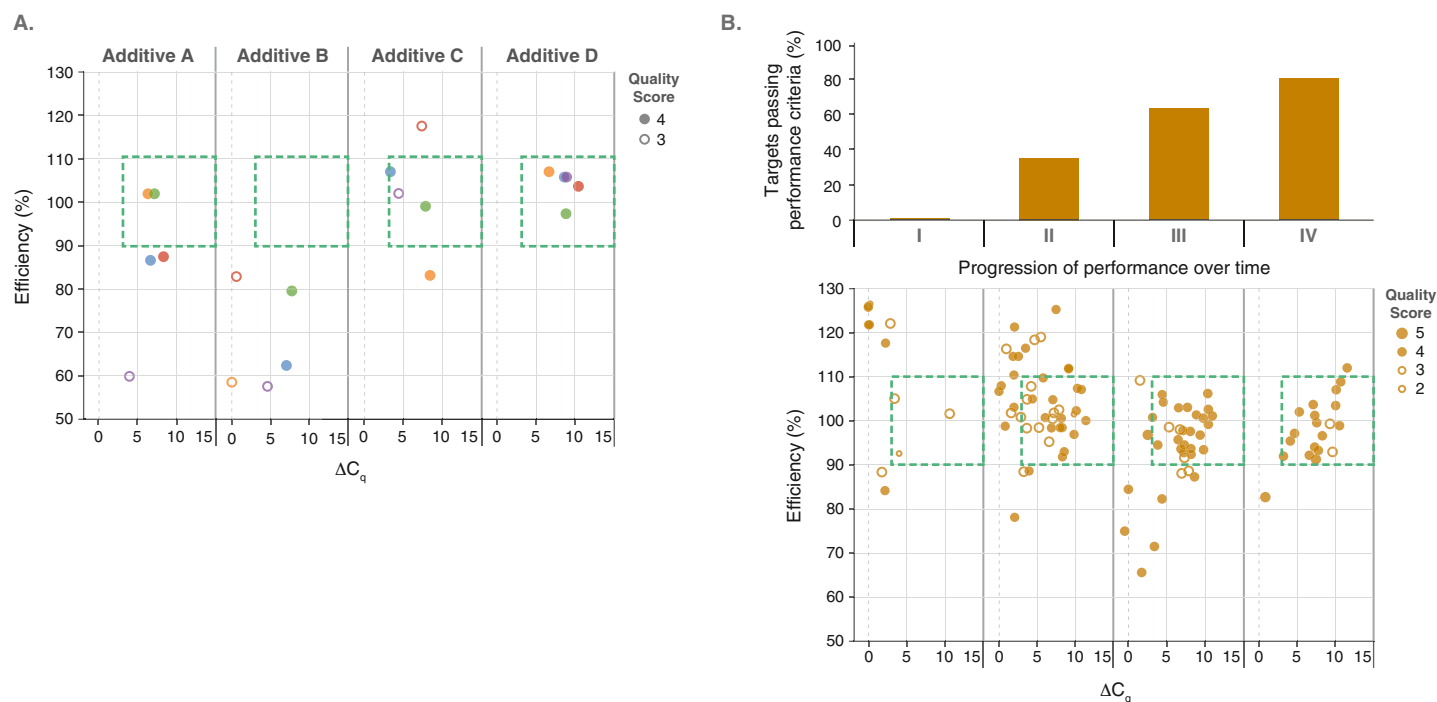 A.
Additive A
Additive B
Additive C
Additive D
Efficiency (%)
130
120
110
100
90
80
70
60
50
0 5 10 15 0 5 10 15 0 5 10 15 0 5 10 15
ΔCq
Quality
Score
4
3
B.
Targets passing
performance criteria (%)
100
80
60
40
20
0
I II III IV
Progression of performance over time
Efficiency (%)
130
120
110
100
90
80
70
60
50
0 5 10 15 0 5 10 15 0 5 10 15 0 5 10 15
ΔCq
Quality
Score
5
4
3
2